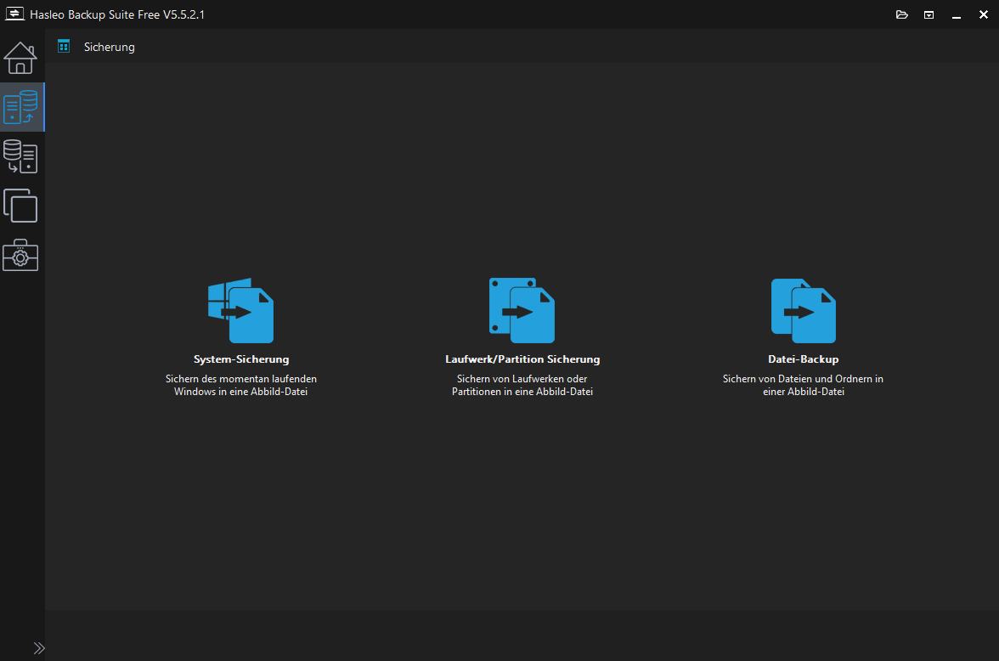 Hasleo Backup Suite Free V5.5.2.1
Sicherung
System-Sicherung
Sichern des momentan laufenden
Windows in eine Abbild-Datei
Laufwerk/Partition Sicherung
Sichern von Laufwerken oder
Partitionen in eine Abbild-Datei
Datei-Backup
Sichern von Dateien und Ordnern in
einer Abbild-Datei